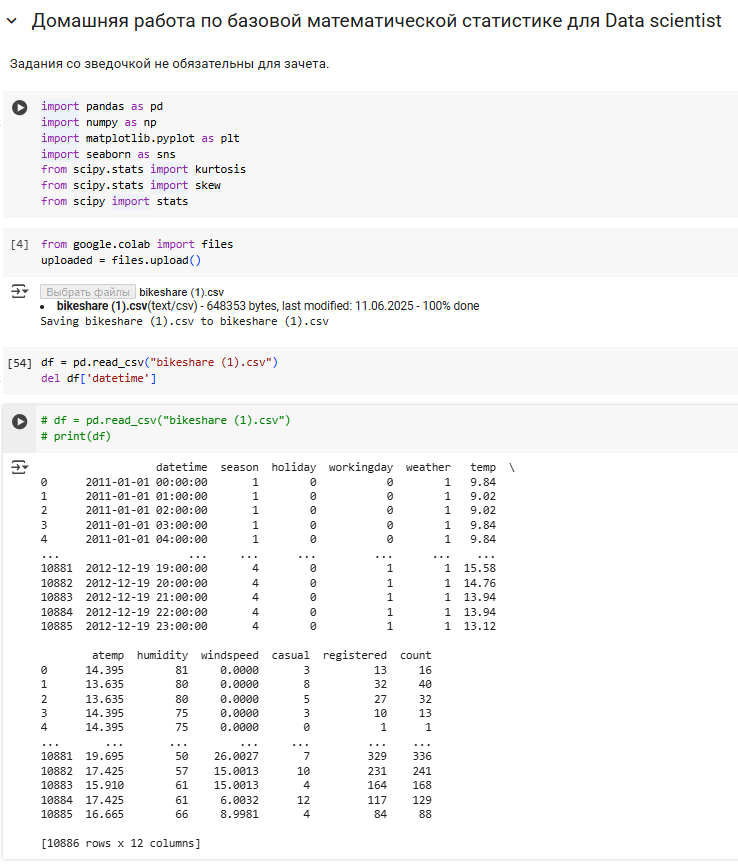 Домашняя работа по базовой математической статистике для Data scientist
Задания со зведочкой не обязательны для зачета.
import pandas as pd
import numpy as np
import matplotlib.pyplot as plt
import seaborn as sns
from scipy.stats import kurtosis
from scipy.stats import skew
from scipy import stats
[4] from google.colab import files
uploaded = files.upload()
Выбрать файлы bikeshare (1).csv
• bikeshare (1).csv(text/csv) - 648353 bytes, last modified: 11.06.2025 - 100% done
Saving bikeshare (1).csv to bikeshare (1).csv
[54] df = pd.read_csv("bikeshare (1).csv")
del df['datetime']
# df = pd.read_csv("bikeshare (1).csv")
# print(df)
datetime season holiday workingday weather temp \
0 2011-01-01 00:00:00 1 0 0 1 9.84
1 2011-01-01 01:00:00 1 0 0 1 9.02
2 2011-01-01 02:00:00 1 0 0 1 9.02
3 2011-01-01 03:00:00 1 0 0 1 9.84
4 2011-01-01 04:00:00 1 0 0 1 9.84
... ... ... ... ... ... ...
10881 2012-12-19 19:00:00 4 0 1 1 15.58
10882 2012-12-19 20:00:00 4 0 1 1 14.76
10883 2012-12-19 21:00:00 4 0 1 1 13.94
10884 2012-12-19 22:00:00 4 0 1 1 13.94
10885 2012-12-19 23:00:00 4 0 1 1 13.12
atemp humidity windspeed casual registered count
0 14.395 81 0.0000 3 13 16
1 13.635 80 0.0000 8 32 40
2 13.635 80 0.0000 5 27 32
3 14.395 75 0.0000 3 10 13
4 14.395 75 0.0000 0 1 1
... ... ... ... ... ... ...
10881 19.695 50 26.0027 7 329 336
10882 17.425 57 15.0013 10 231 241
10883 15.910 61 15.0013 4 164 168
10884 17.425 61 6.0032 12 117 129
10885 16.665 66 8.9981 4 84 88
[10886 rows x 12 columns]